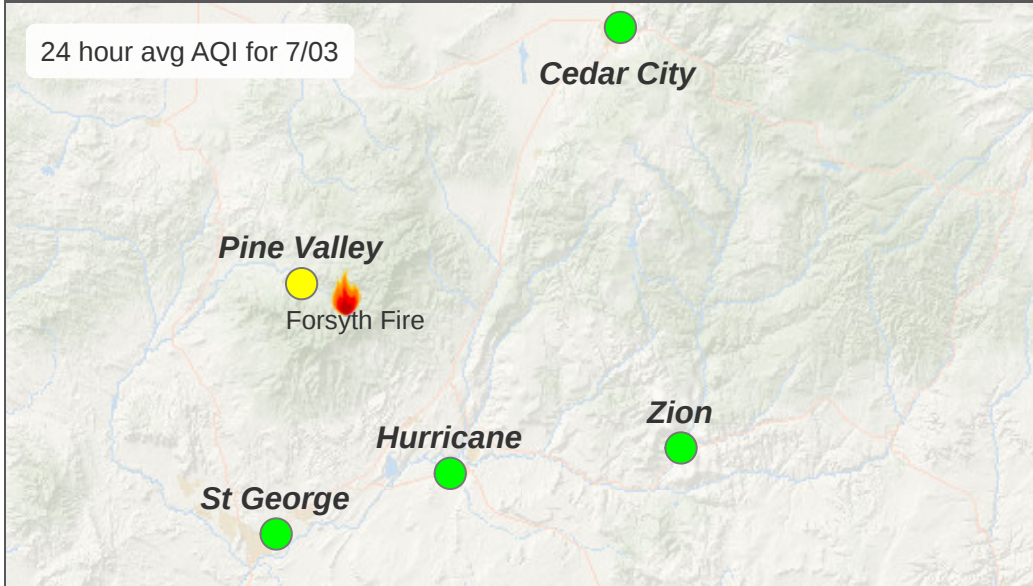 24 hour avg AQI for 7/03
Cedar City
Pine Valley
Forsyth Fire
Zion
Hurricane
St George